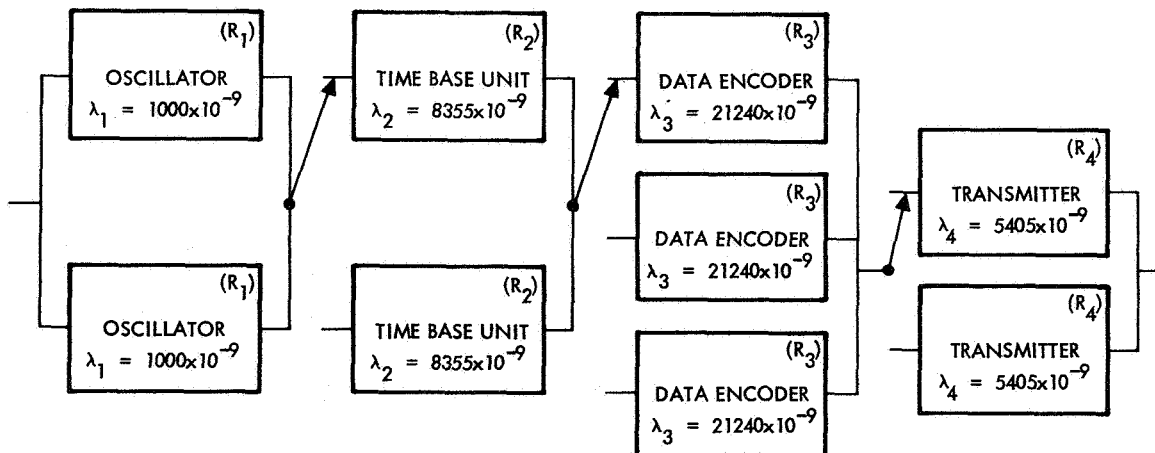 (R₁)
OSCILLATOR
λ₁ = 1000x10⁻⁹
(R₂)
TIME BASE UNIT
λ₂ = 8355x10⁻⁹
(R₃)
DATA ENCODER
λ₃ = 21240x10⁻⁹
(R₃)
DATA ENCODER
λ₃ = 21240x10⁻⁹
(R₄)
TRANSMITTER
λ₄ = 5405x10⁻⁹
(R₁)
OSCILLATOR
λ₁ = 1000x10⁻⁹
(R₂)
TIME BASE UNIT
λ₂ = 8355x10⁻⁹
(R₃)
DATA ENCODER
λ₃ = 21240x10⁻⁹
(R₄)
TRANSMITTER
λ₄ = 5405x10⁻⁹